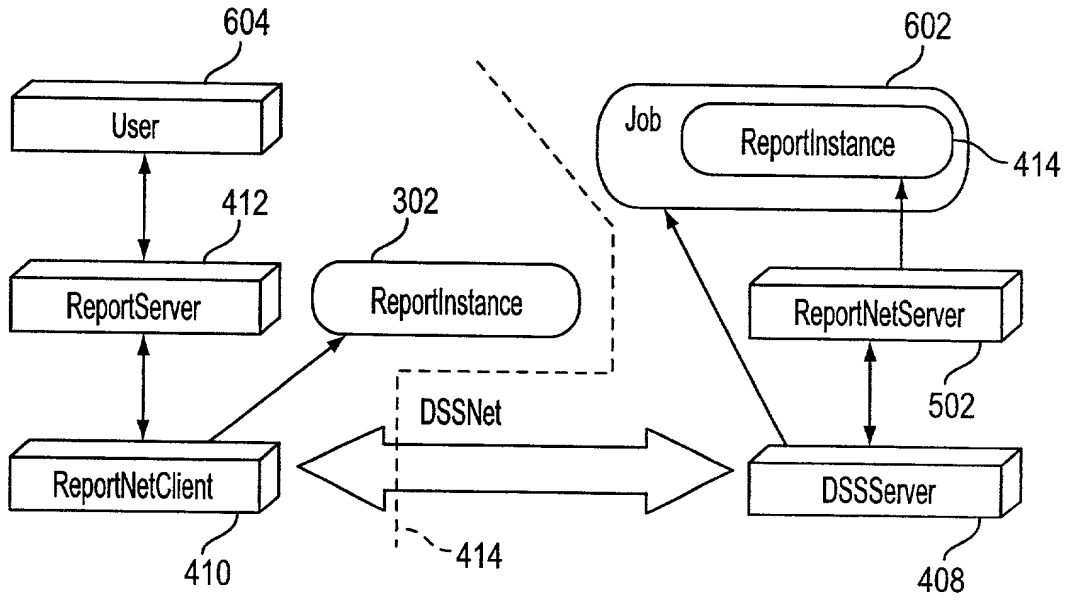 604
User
602
Job
ReportInstance
414
412
ReportServer
302
ReportInstance
ReportNetServer
502
DSSNet
ReportNetClient
410
414
DSSServer
408